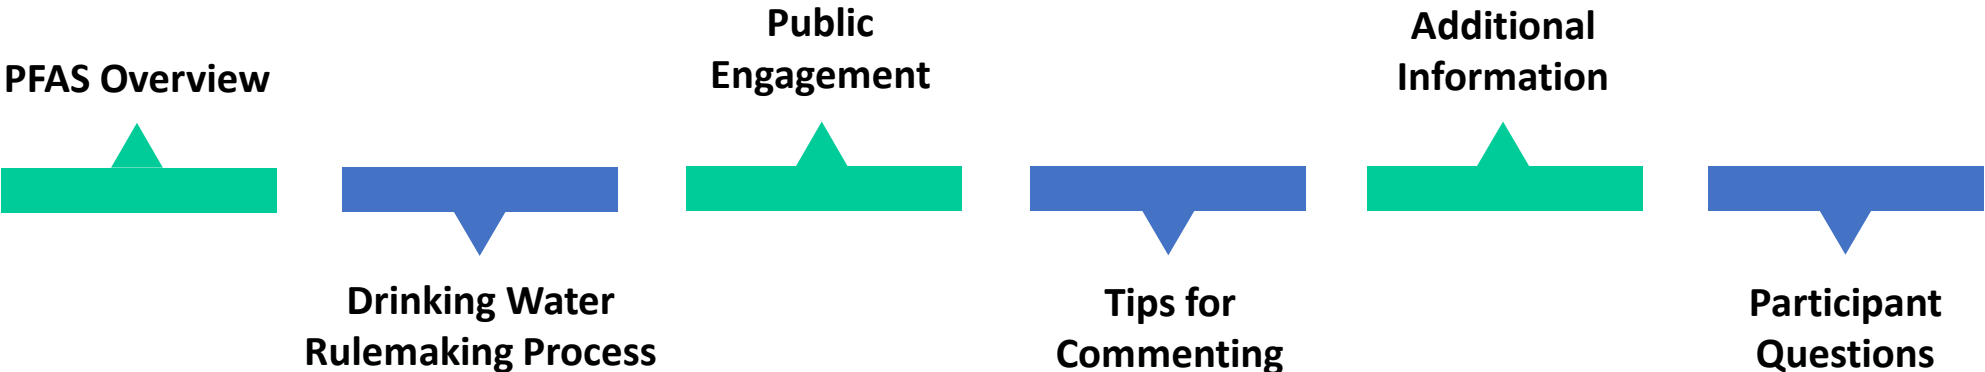 PFAS Overview
Drinking Water
Rulemaking Process
Public
Engagement
Tips for
Commenting
Additional
Information
Participant
Questions